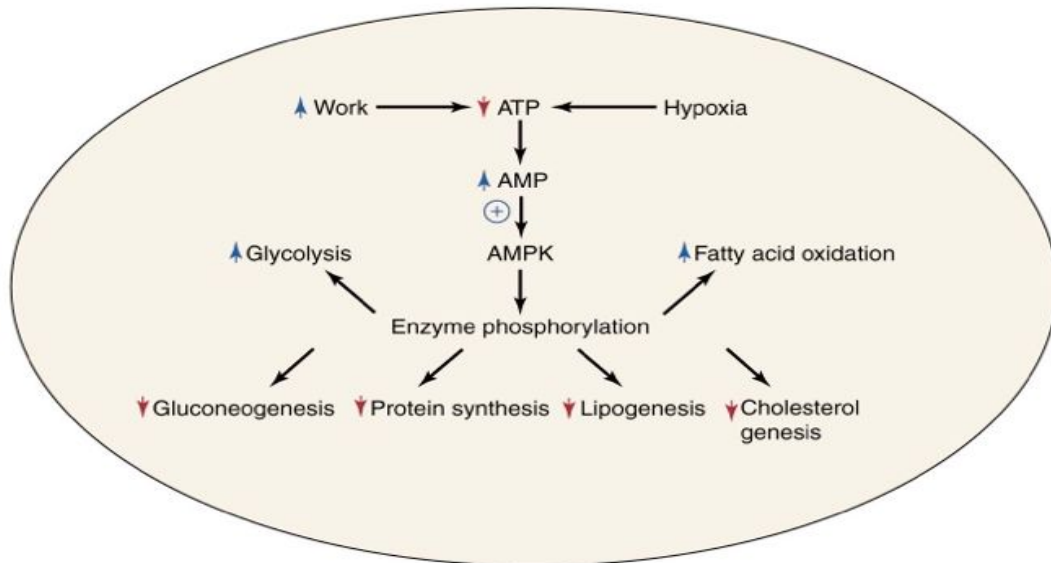 Work ATP Hypoxia
AMP
+
Glycolysis AMPK Fatty acid oxidation
Enzyme phosphorylation
Gluconeogenesis Protein synthesis Lipogenesis Cholesterol
genesis